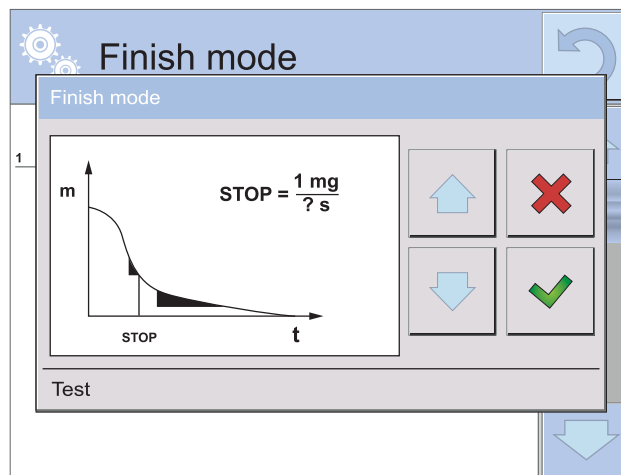 Finish mode
Finish mode
1
m
STOP = 1 mg
? s
STOP
t
Test